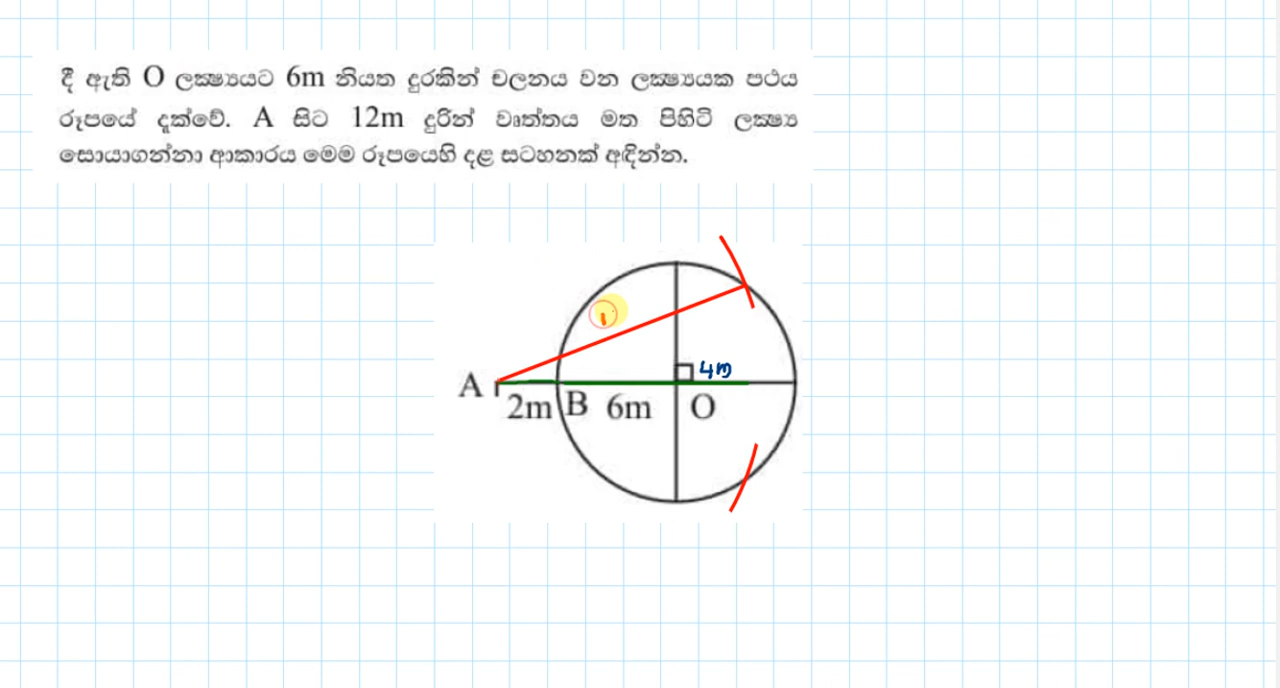 දී ඇති O ලක්‍ෂ්‍යයට 6m නියත දුරකින් චලනය වන ලක්‍ෂ්‍යයක පථය
රූපයේ දැක්වේ. A සිට 12m දුරින් වෘත්තය මත පිහිටි ලක්‍ෂ්‍ය
සොයාගන්නා ආකාරය මෙම රූපයෙහි දළ සටහනක් අඳින්න.
1
4m
A 2m B 6m O